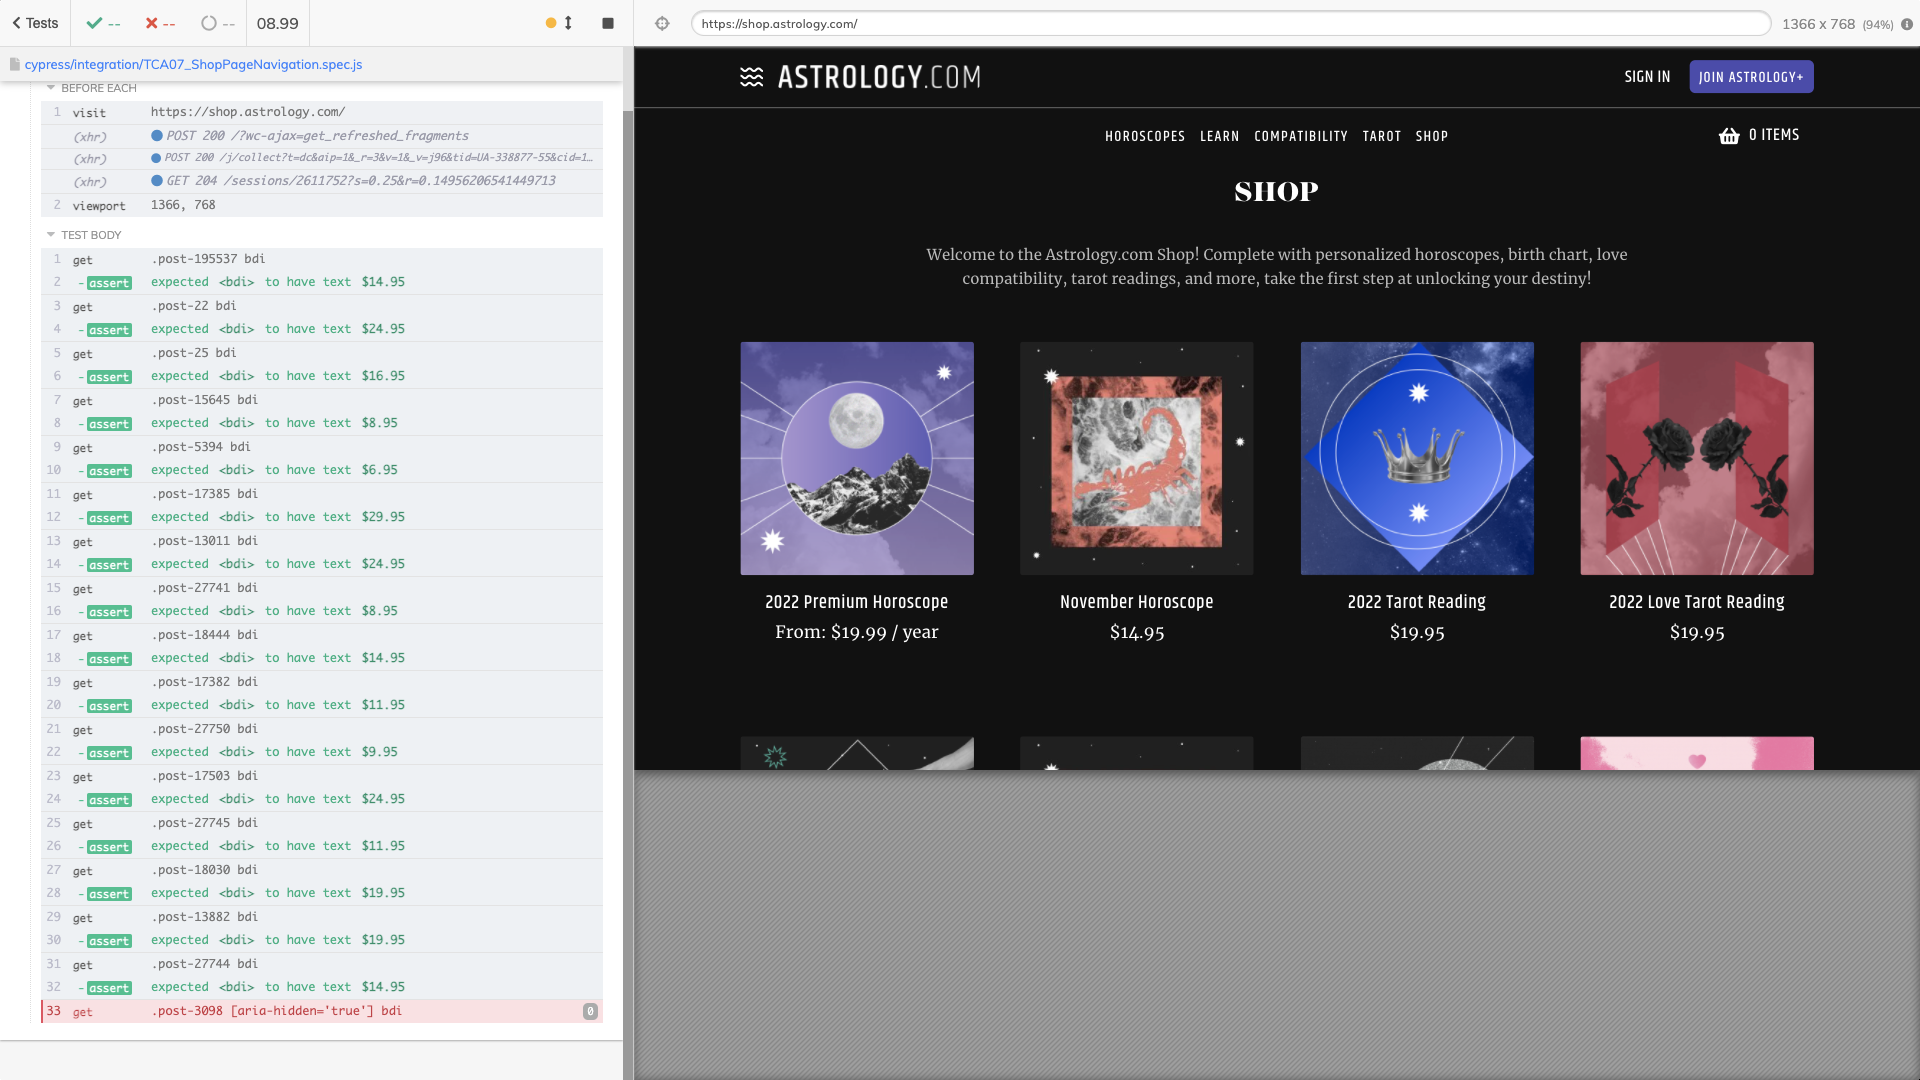 Tests
--
--
--
08.99
https://shop.astrology.com/
1366 x 768 (94%)
cypress/integration/TCA07_ShopPageNavigation.spec.js
BEFORE EACH
1 visit https://shop.astrology.com/
(xhr) POST 200 /?wc-ajax=get_refreshed_fragments
(xhr) POST 200 /j/collect?t=dc&aip=1&_r=3&v=1&_v=j96&tid=UA-338877-55&cid=1…
(xhr) GET 204 /sessions/2611752?s=0.25&r=0.14956206541449713
2 viewport 1366, 768
TEST BODY
1 get .post-195537 bdi
2 -assert expected <bdi> to have text $14.95
3 get .post-22 bdi
4 -assert expected <bdi> to have text $24.95
5 get .post-25 bdi
6 -assert expected <bdi> to have text $16.95
7 get .post-15645 bdi
8 -assert expected <bdi> to have text $8.95
9 get .post-5394 bdi
10 -assert expected <bdi> to have text $6.95
11 get .post-17385 bdi
12 -assert expected <bdi> to have text $29.95
13 get .post-13011 bdi
14 -assert expected <bdi> to have text $24.95
15 get .post-27741 bdi
16 -assert expected <bdi> to have text $8.95
17 get .post-18444 bdi
18 -assert expected <bdi> to have text $14.95
19 get .post-17382 bdi
20 -assert expected <bdi> to have text $11.95
21 get .post-27750 bdi
22 -assert expected <bdi> to have text $9.95
23 get .post-17503 bdi
24 -assert expected <bdi> to have text $24.95
25 get .post-27745 bdi
26 -assert expected <bdi> to have text $11.95
27 get .post-18030 bdi
28 -assert expected <bdi> to have text $19.95
29 get .post-13882 bdi
30 -assert expected <bdi> to have text $19.95
31 get .post-27744 bdi
32 -assert expected <bdi> to have text $14.95
33 get .post-3098 [aria-hidden='true'] bdi 0
ASTROLOGY.COM
SIGN IN
JOIN ASTROLOGY+
HOROSCOPES LEARN COMPATIBILITY TAROT SHOP
0 ITEMS
SHOP
Welcome to the Astrology.com Shop! Complete with personalized horoscopes, birth chart, love
compatibility, tarot readings, and more, take the first step at unlocking your destiny!
2022 Premium Horoscope
From: $19.99 / year
November Horoscope
$14.95
2022 Tarot Reading
$19.95
2022 Love Tarot Reading
$19.95